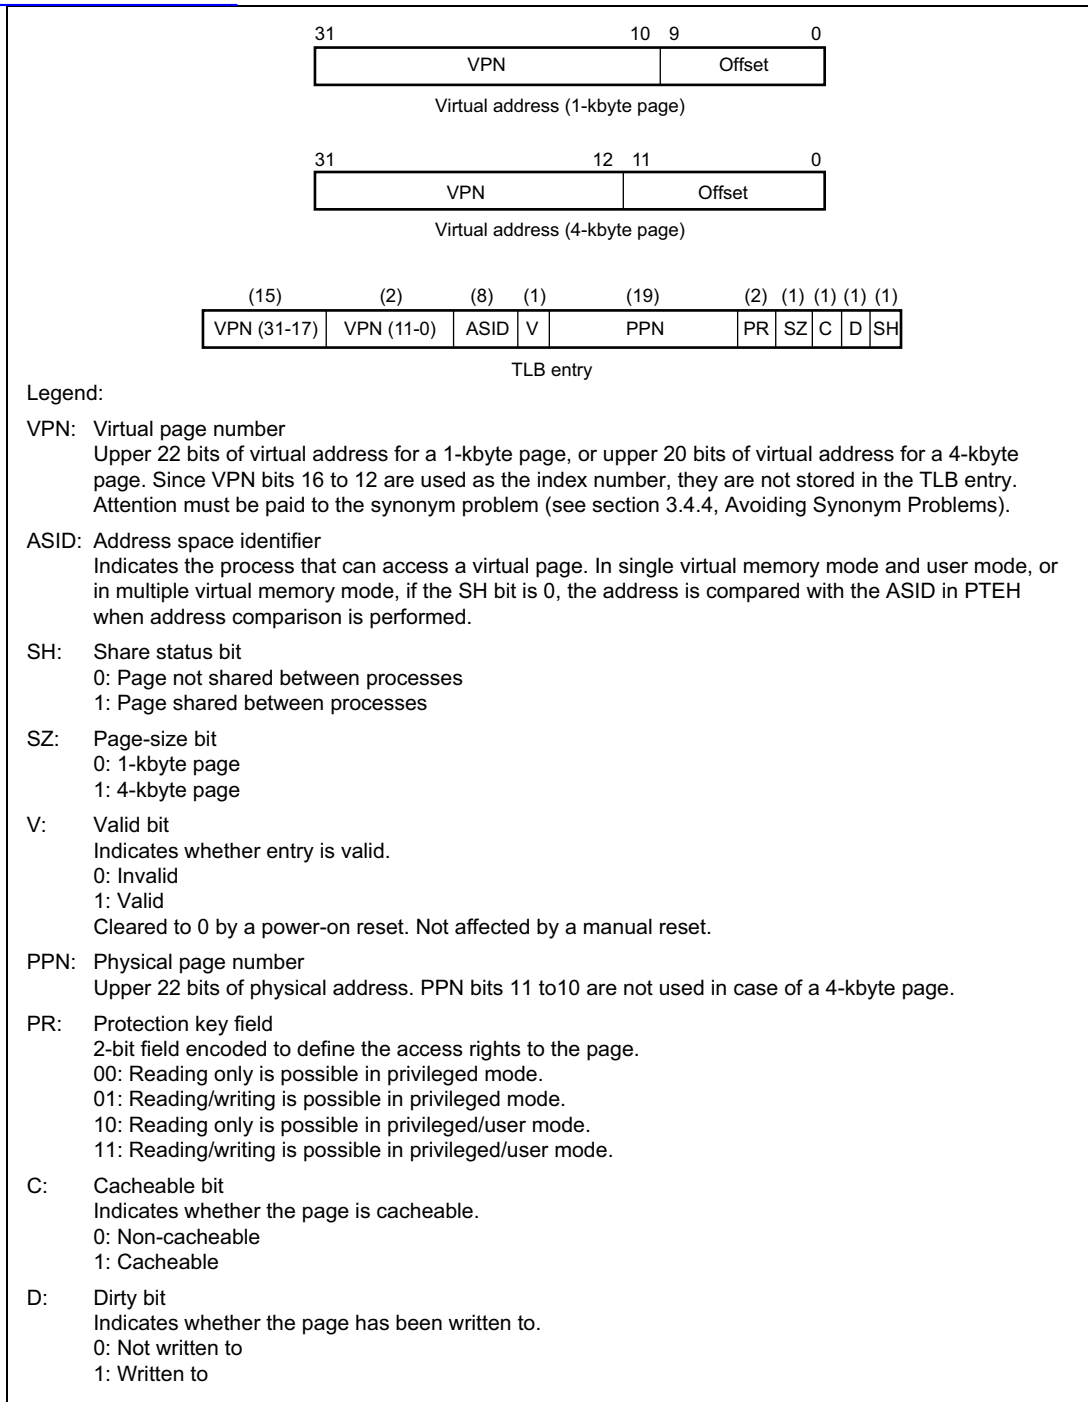 31 10 9 0
VPN Offset
Virtual address (1-kbyte page)
31 12 11 0
VPN Offset
Virtual address (4-kbyte page)
(15) (2) (8) (1) (19) (2) (1) (1) (1) (1)
VPN (31-17) VPN (11-0) ASID V PPN PR SZ C D SH
TLB entry
Legend:
VPN: Virtual page number
Upper 22 bits of virtual address for a 1-kbyte page, or upper 20 bits of virtual address for a 4-kbyte
page. Since VPN bits 16 to 12 are used as the index number, they are not stored in the TLB entry.
Attention must be paid to the synonym problem (see section 3.4.4, Avoiding Synonym Problems).
ASID: Address space identifier
Indicates the process that can access a virtual page. In single virtual memory mode and user mode, or
in multiple virtual memory mode, if the SH bit is 0, the address is compared with the ASID in PTEH
when address comparison is performed.
SH: Share status bit
0: Page not shared between processes
1: Page shared between processes
SZ: Page-size bit
0: 1-kbyte page
1: 4-kbyte page
V: Valid bit
Indicates whether entry is valid.
0: Invalid
1: Valid
Cleared to 0 by a power-on reset. Not affected by a manual reset.
PPN: Physical page number
Upper 22 bits of physical address. PPN bits 11 to10 are not used in case of a 4-kbyte page.
PR: Protection key field
2-bit field encoded to define the access rights to the page.
00: Reading only is possible in privileged mode.
01: Reading/writing is possible in privileged mode.
10: Reading only is possible in privileged/user mode.
11: Reading/writing is possible in privileged/user mode.
C: Cacheable bit
Indicates whether the page is cacheable.
0: Non-cacheable
1: Cacheable
D: Dirty bit
Indicates whether the page has been written to.
0: Not written to
1: Written to